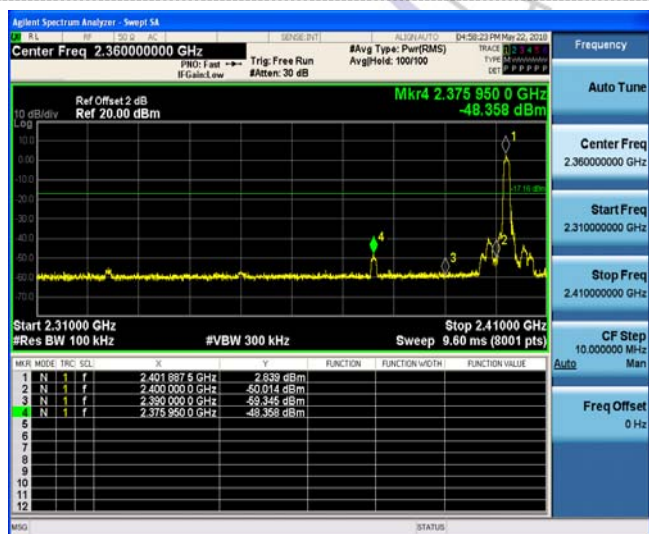 Agilent Spectrum Analyzer - Swept SA
RL RF 50 Ω AC SENSE:INT ALIGNAUTO 04:58:23 PM May 22, 2018
Center Freq 2.360000000 GHz #Avg Type: Pwr(RMS) TRACE 1 2 3 4 5 6
PNO: Fast Trig: Free Run Avg|Hold: 100/100 TYPE
IFGain:Low #Atten: 30 dB DET P P P P P P
Mkr4 2.375 950 0 GHz
Ref Offset 2 dB
10 dB/div Ref 20.00 dBm -48.358 dBm
Log
10.0
0.00
-10.0
-17.16 dBm
-20.0
-30.0
-40.0
-50.0
-60.0
-70.0
1
2
3
4
Start 2.31000 GHz Stop 2.41000 GHz
#Res BW 100 kHz #VBW 300 kHz Sweep 9.60 ms (8001 pts)
MKR MODE TRC SCL X Y FUNCTION FUNCTION WIDTH FUNCTION VALUE
1 N 1 f 2.401 887 5 GHz 2.839 dBm
2 N 1 f 2.400 000 0 GHz -50.014 dBm
3 N 1 f 2.390 000 0 GHz -59.345 dBm
4 N 1 f 2.375 950 0 GHz -48.358 dBm
5
6
7
8
9
10
11
12
MSG STATUS
Frequency
Auto Tune
Center Freq
2.360000000 GHz
Start Freq
2.310000000 GHz
Stop Freq
2.410000000 GHz
CF Step
10.000000 MHz
Auto Man
Freq Offset
0 Hz